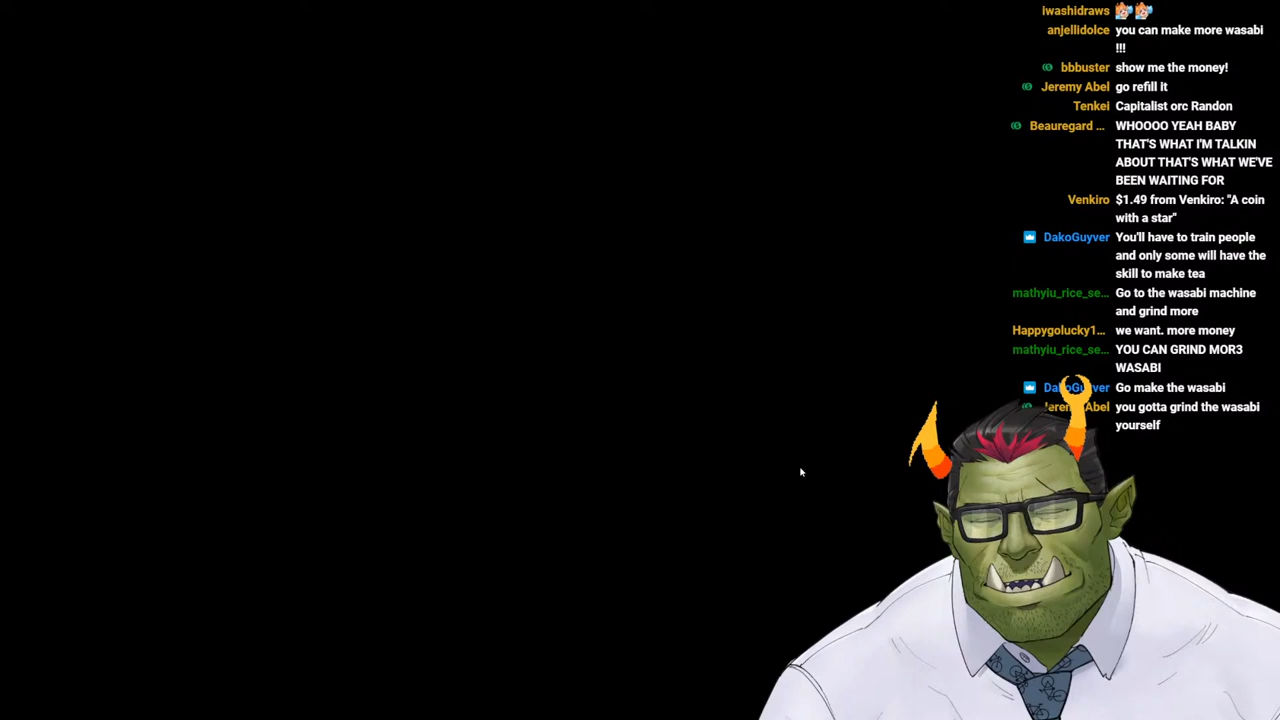 iwashidraws
anjellidolce you can make more wasabi
!!!
bbbuster show me the money!
Jeremy Abel go refill it
Tenkei Capitalist orc Randon
Beauregard ... WHOOOO YEAH BABY
THAT'S WHAT I'M TALKIN
ABOUT THAT'S WHAT WE'VE
BEEN WAITING FOR
Venkiro $1.49 from Venkiro: "A coin
with a star"
DakoGuyver You'll have to train people
and only some will have the
skill to make tea
mathyiu_rice_se... Go to the wasabi machine
and grind more
Happygolucky1... we want. more money
mathyiu_rice_se... YOU CAN GRIND MOR3
WASABI
DakoGuyver Go make the wasabi
Jeremy Abel you gotta grind the wasabi
yourself